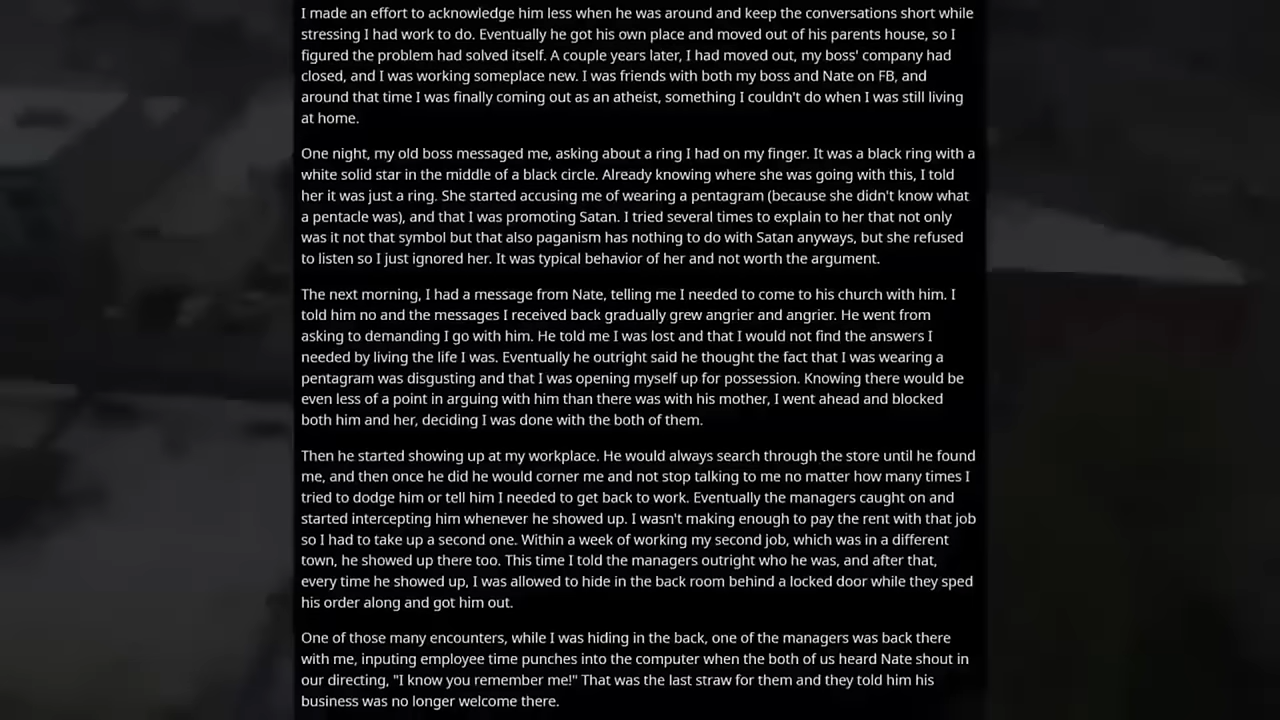 I made an effort to acknowledge him less when he was around and keep the conversations short while
stressing I had work to do. Eventually he got his own place and moved out of his parents house, so I
figured the problem had solved itself. A couple years later, I had moved out, my boss' company had
closed, and I was working someplace new. I was friends with both my boss and Nate on FB, and
around that time I was finally coming out as an atheist, something I couldn't do when I was still living
at home.
One night, my old boss messaged me, asking about a ring I had on my finger. It was a black ring with a
white solid star in the middle of a black circle. Already knowing where she was going with this, I told
her it was just a ring. She started accusing me of wearing a pentagram (because she didn't know what
a pentacle was), and that I was promoting Satan. I tried several times to explain to her that not only
was it not that symbol but that also paganism has nothing to do with Satan anyways, but she refused
to listen so I just ignored her. It was typical behavior of her and not worth the argument.
The next morning, I had a message from Nate, telling me I needed to come to his church with him. I
told him no and the messages I received back gradually grew angrier and angrier. He went from
asking to demanding I go with him. He told me I was lost and that I would not find the answers I
needed by living the life I was. Eventually he outright said he thought the fact that I was wearing a
pentagram was disgusting and that I was opening myself up for possession. Knowing there would be
even less of a point in arguing with him than there was with his mother, I went ahead and blocked
both him and her, deciding I was done with the both of them.
Then he started showing up at my workplace. He would always search through the store until he found
me, and then once he did he would corner me and not stop talking to me no matter how many times I
tried to dodge him or tell him I needed to get back to work. Eventually the managers caught on and
started intercepting him whenever he showed up. I wasn't making enough to pay the rent with that job
so I had to take up a second one. Within a week of working my second job, which was in a different
town, he showed up there too. This time I told the managers outright who he was, and after that,
every time he showed up, I was allowed to hide in the back room behind a locked door while they sped
his order along and got him out.
One of those many encounters, while I was hiding in the back, one of the managers was back there
with me, inputing employee time punches into the computer when the both of us heard Nate shout in
our directing, "I know you remember me!" That was the last straw for them and they told him his
business was no longer welcome there.